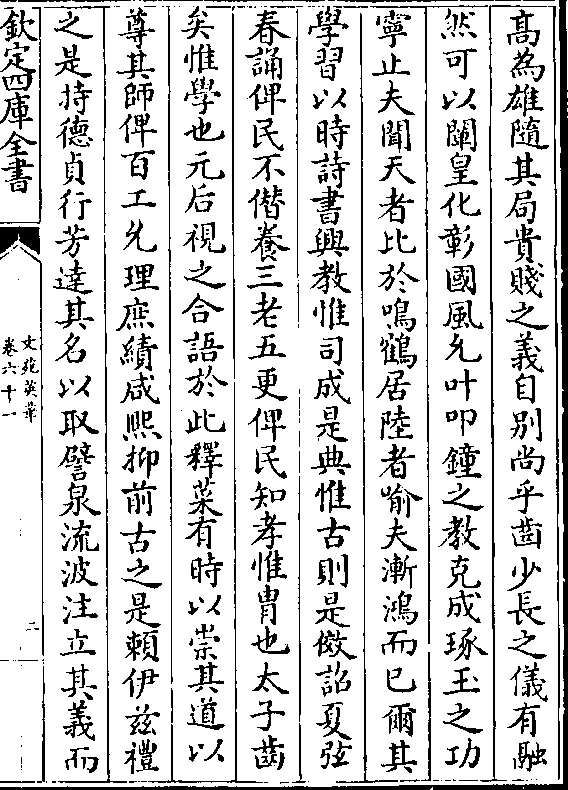 髙為雄隨其局貴賤之義自别尚乎齒少長之儀有融
然可以闡皇化彰國風允叶叩鐘之教克成琢玉之功
寧止夫聞天者比於鳴鶴居陸者喻夫漸鴻而已爾其
學習以時詩書興教惟司成是典惟古則是傚詔夏弦
春誦俾民不僭養三老五更俾民知孝惟胄也太子齒
矣惟學也元后視之合語於此釋菜有時以崇其道以
尊其師俾百工允理庶績咸熙抑前古之是賴伊兹禮
之是持德貞行芳達其名以取譬泉流波注立其義而
欽定四庫全書
文苑英華
卷六十一
二